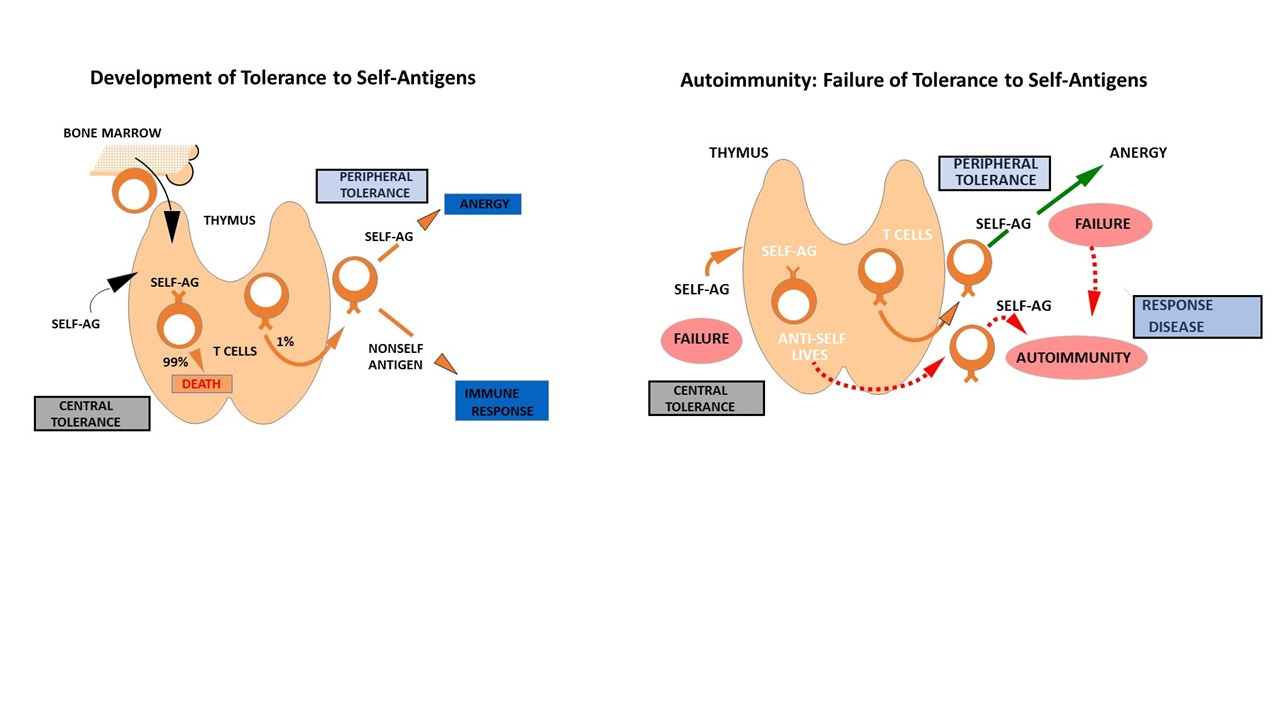 Development of Tolerance to Self-Antigens
BONE MARROW
PERIPHERAL
TOLERANCE
ANERGY
THYMUS
SELF-AG
SELF-AG
SELF-AG
T CELLS
1%
99%
DEATH
NONSELF
ANTIGEN
IMMUNE
RESPONSE
CENTRAL
TOLERANCE
Autoimmunity: Failure of Tolerance to Self-Antigens
THYMUS
PERIPHERAL
TOLERANCE
ANERGY
SELF-AG
FAILURE
T CELLS
SELF-AG
SELF-AG
SELF-AG
RESPONSE
DISEASE
FAILURE
ANTI-SELF
LIVES
AUTOIMMUNITY
CENTRAL
TOLERANCE